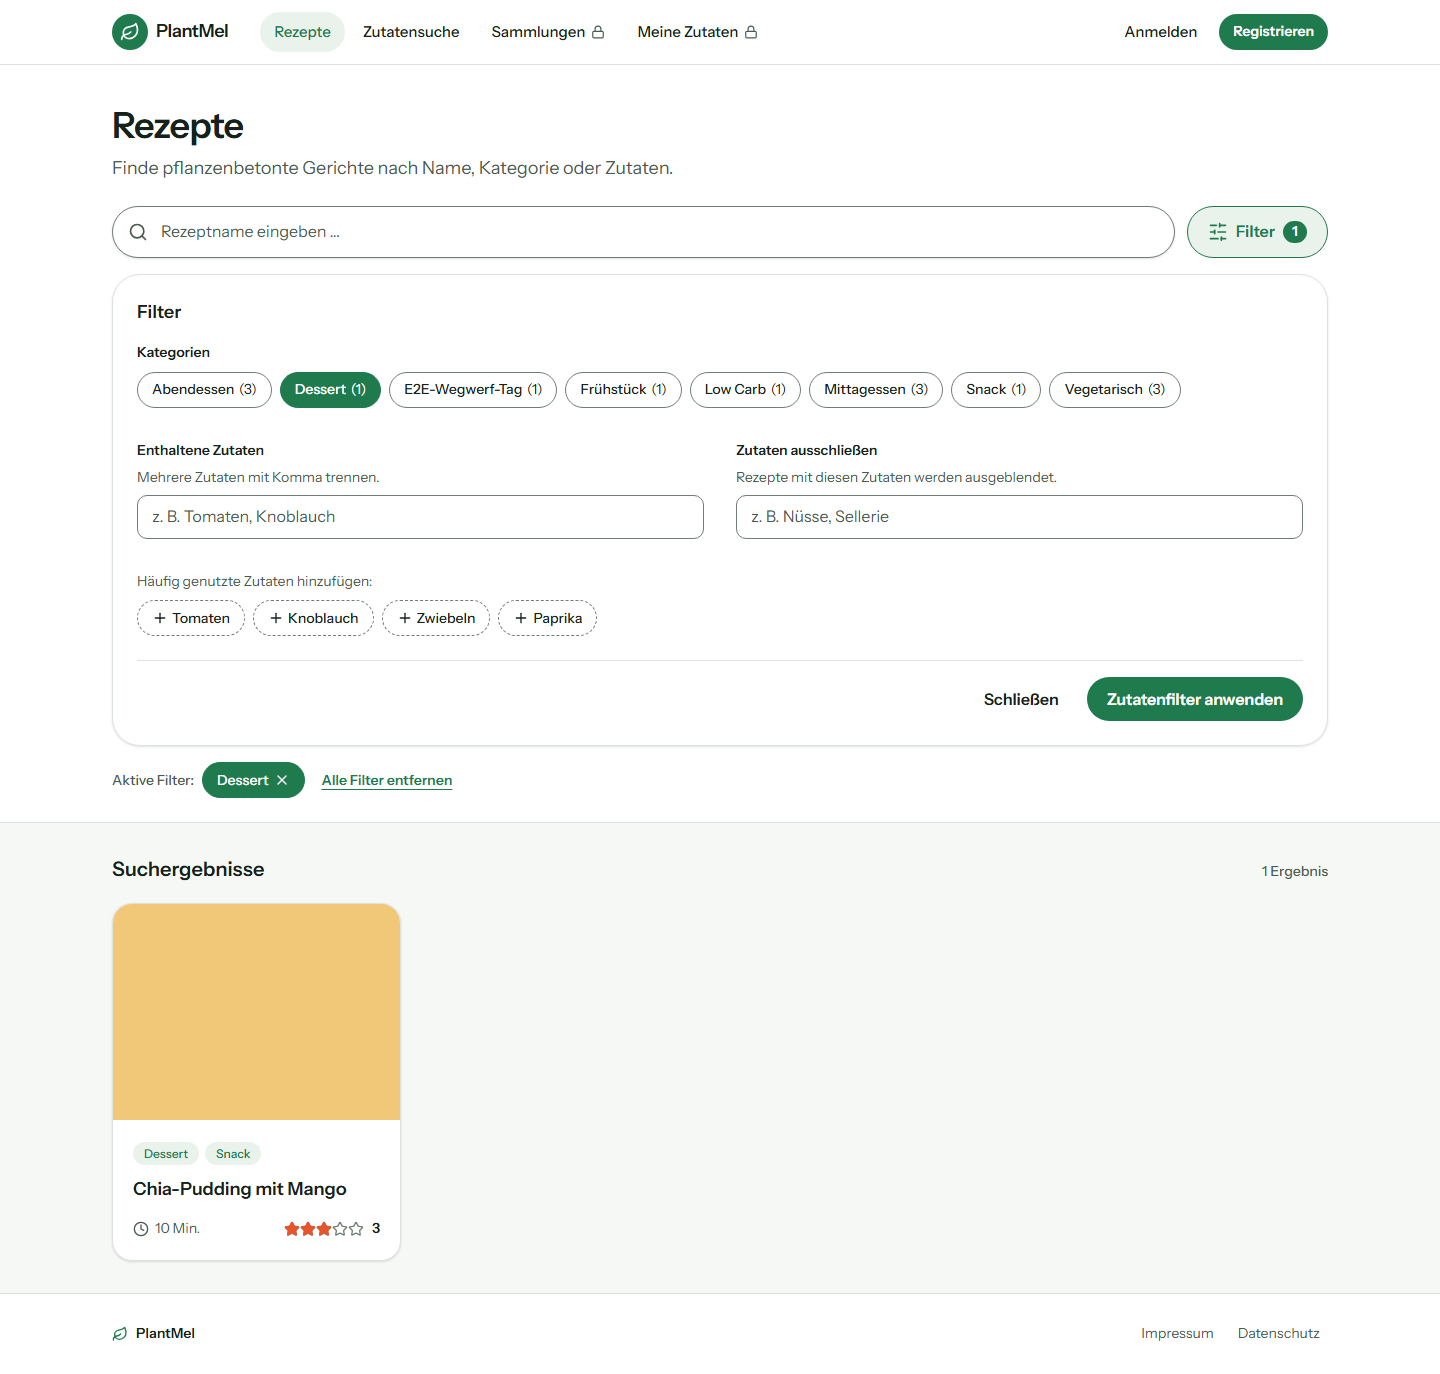 PlantMel
Rezepte
Zutatensuche
Sammlungen
Meine Zutaten
Anmelden
Registrieren
Rezepte
Finde pflanzenbetonte Gerichte nach Name, Kategorie oder Zutaten.
Rezeptname eingeben ...
Filter 1
Filter
Kategorien
Abendessen (3)
Dessert (1)
E2E-Wegwerf-Tag (1)
Frühstück (1)
Low Carb (1)
Mittagessen (3)
Snack (1)
Vegetarisch (3)
Enthaltene Zutaten
Mehrere Zutaten mit Komma trennen.
z. B. Tomaten, Knoblauch
Zutaten ausschließen
Rezepte mit diesen Zutaten werden ausgeblendet.
z. B. Nüsse, Sellerie
Häufig genutzte Zutaten hinzufügen:
+ Tomaten
+ Knoblauch
+ Zwiebeln
+ Paprika
Schließen
Zutatenfilter anwenden
Aktive Filter:
Dessert
Alle Filter entfernen
Suchergebnisse
1 Ergebnis
Dessert
Snack
Chia-Pudding mit Mango
10 Min.
3
PlantMel
Impressum
Datenschutz